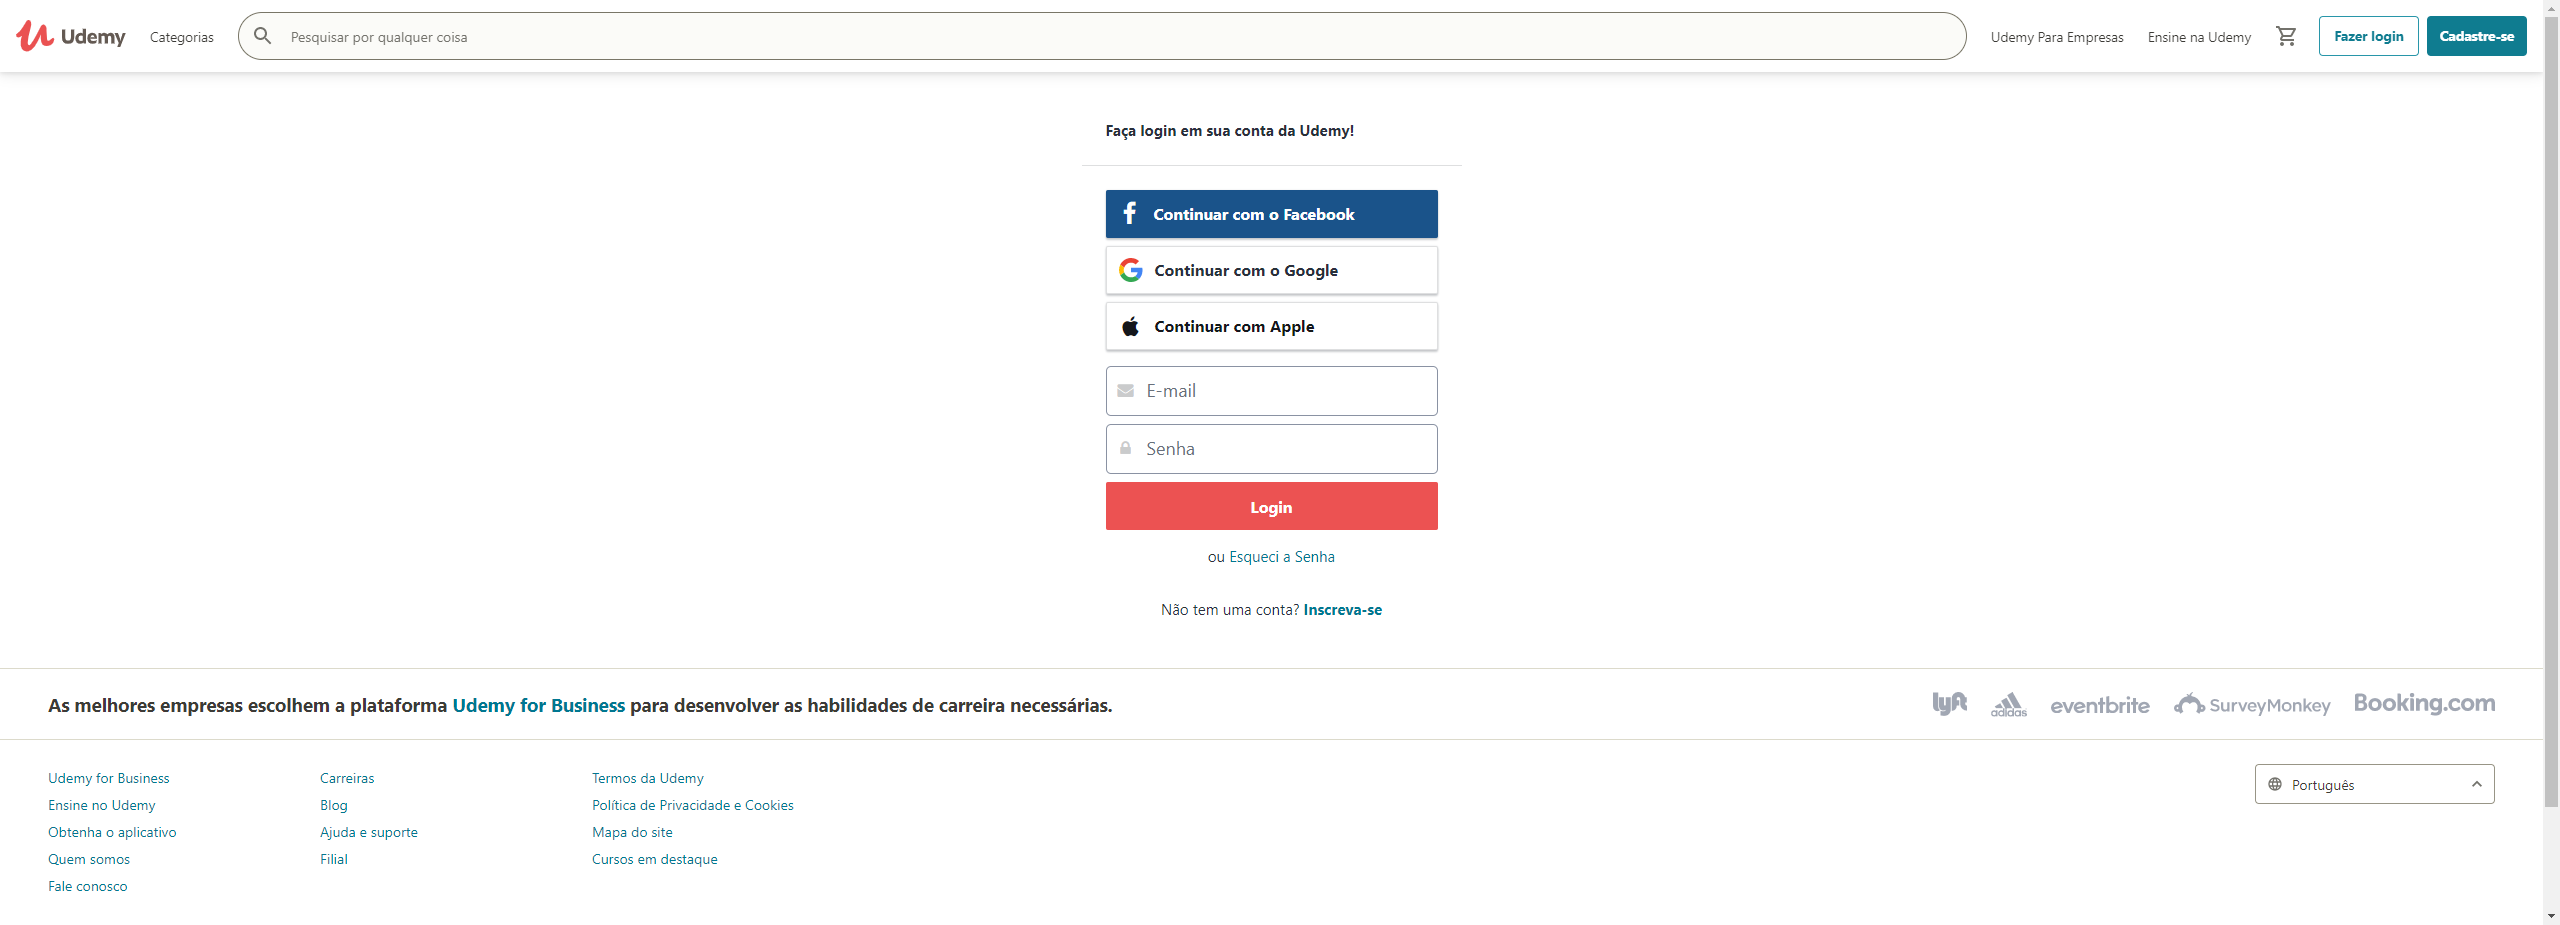 Udemy
Categorias
Pesquisar por qualquer coisa
Udemy Para Empresas
Ensine na Udemy
Fazer login
Cadastre-se
Faça login em sua conta da Udemy!
Continuar com o Facebook
Continuar com o Google
Continuar com Apple
E-mail
Senha
Login
ou Esqueci a Senha
Não tem uma conta? Inscreva-se
As melhores empresas escolhem a plataforma Udemy for Business para desenvolver as habilidades de carreira necessárias.
lyft
adidas
eventbrite
SurveyMonkey
Booking.com
Udemy for Business
Ensine no Udemy
Obtenha o aplicativo
Quem somos
Fale conosco
Carreiras
Blog
Ajuda e suporte
Filial
Termos da Udemy
Política de Privacidade e Cookies
Mapa do site
Cursos em destaque
Português